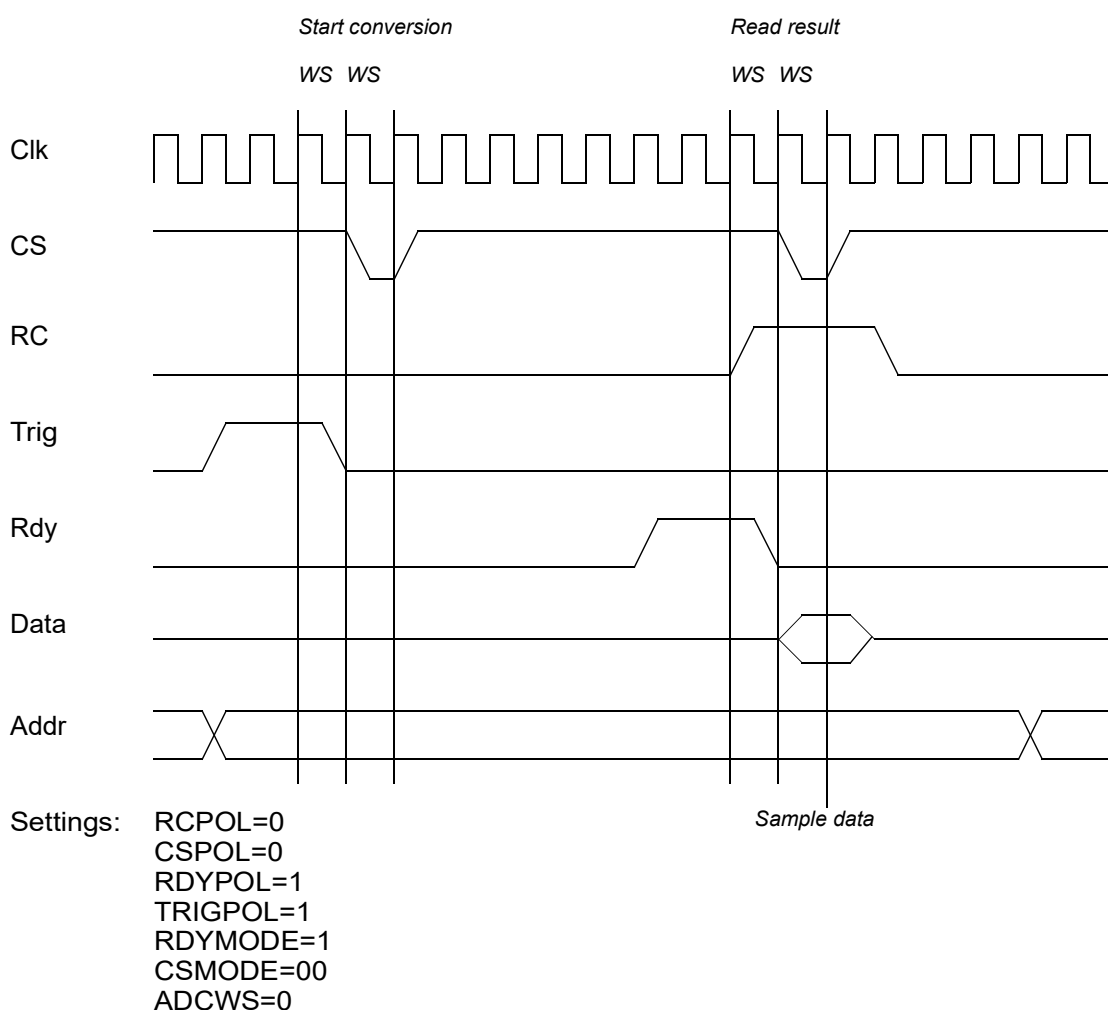 Start conversion Read result
WS WS WS WS
Clk
CS
RC
Trig
Rdy
Data
Addr
Settings: RCPOL=0 Sample data
CSPOL=0
RDYPOL=1
TRIGPOL=1
RDYMODE=1
CSMODE=00
ADCWS=0